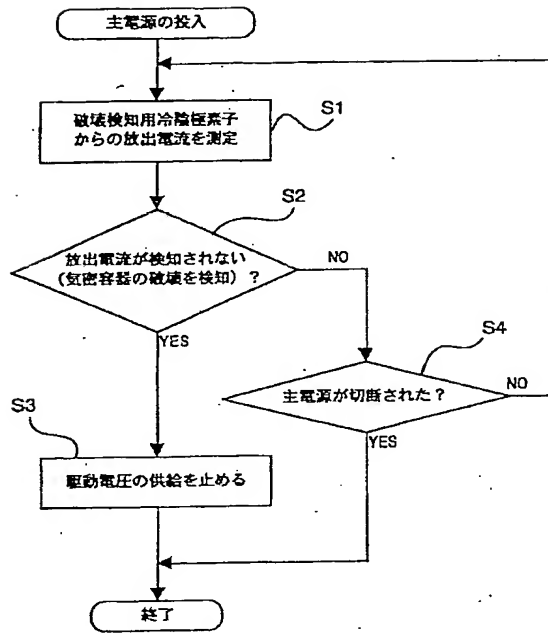 主電源の投入
破壊検知用冷陰極素子
からの放出電流を測定
S1
S2
放出電流が検知されない
(気密容器の破壊を検知)?
NO
YES
S4
主電源が切断された?
NO
YES
S3
駆動電圧の供給を止める
終了